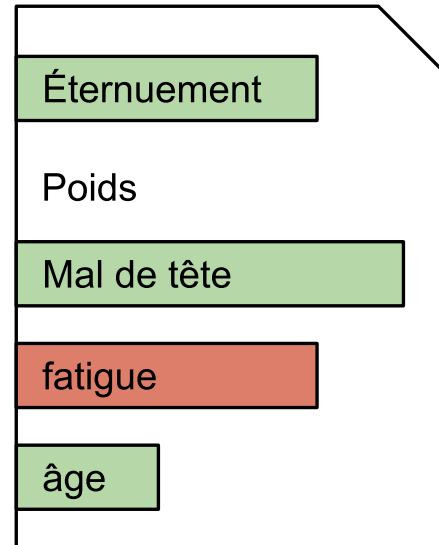 Éternuement
Poids
Mal de tête
fatigue
âge